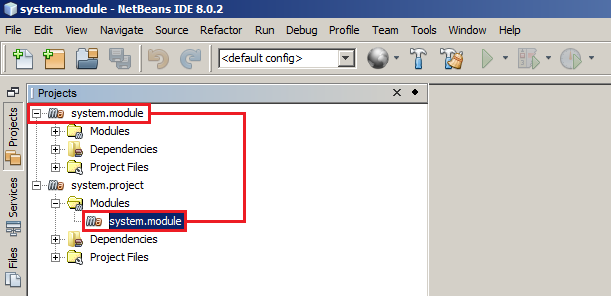 system.module - NetBeans IDE 8.0.2
File Edit View Navigate Source Refactor Run Debug Profile Team Tools Window Help
<default config>
Projects
system.module
Modules
Dependencies
Project Files
system.project
Modules
system.module
Dependencies
Project Files
Projects
Services
Files